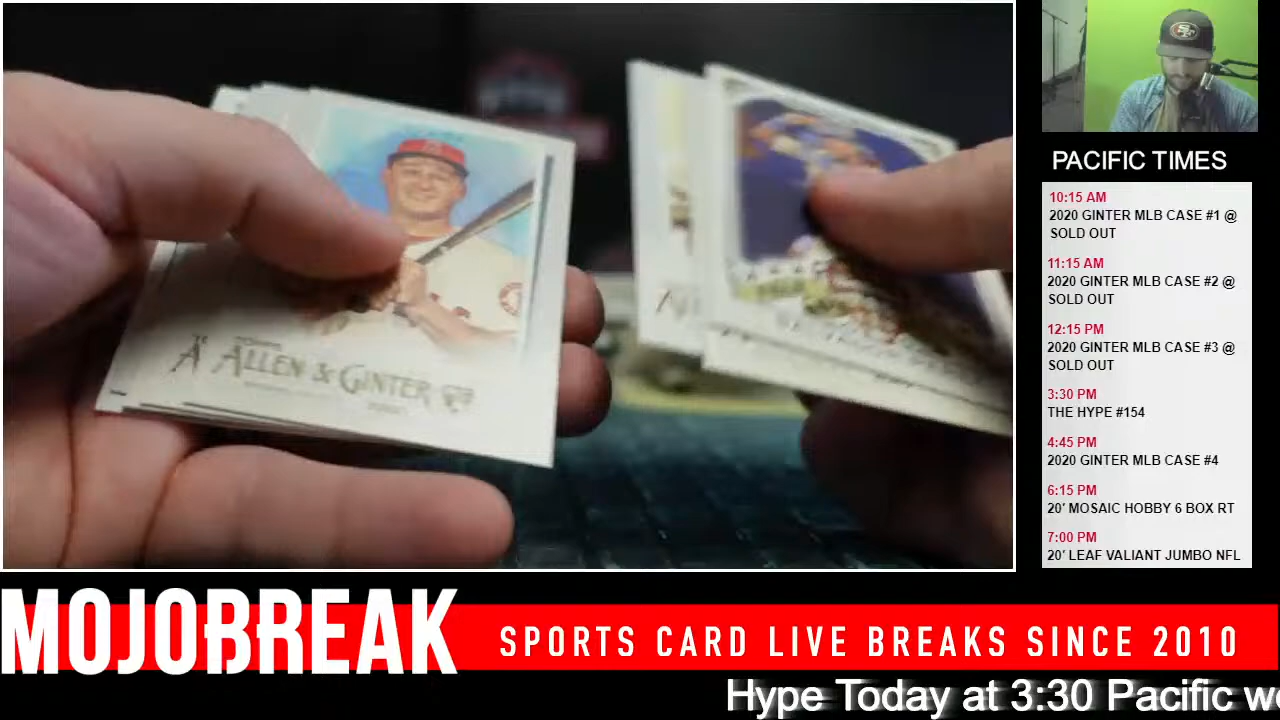 TOPPS
ALLEN & GINTER
PACIFIC TIMES
10:15 AM
2020 GINTER MLB CASE #1 @
SOLD OUT
11:15 AM
2020 GINTER MLB CASE #2 @
SOLD OUT
12:15 PM
2020 GINTER MLB CASE #3 @
SOLD OUT
3:30 PM
THE HYPE #154
4:45 PM
2020 GINTER MLB CASE #4
6:15 PM
20' MOSAIC HOBBY 6 BOX RT
7:00 PM
20' LEAF VALIANT JUMBO NFL
MOJOBREAK
SPORTS CARD LIVE BREAKS SINCE 2010
Hype Today at 3:30 Pacific